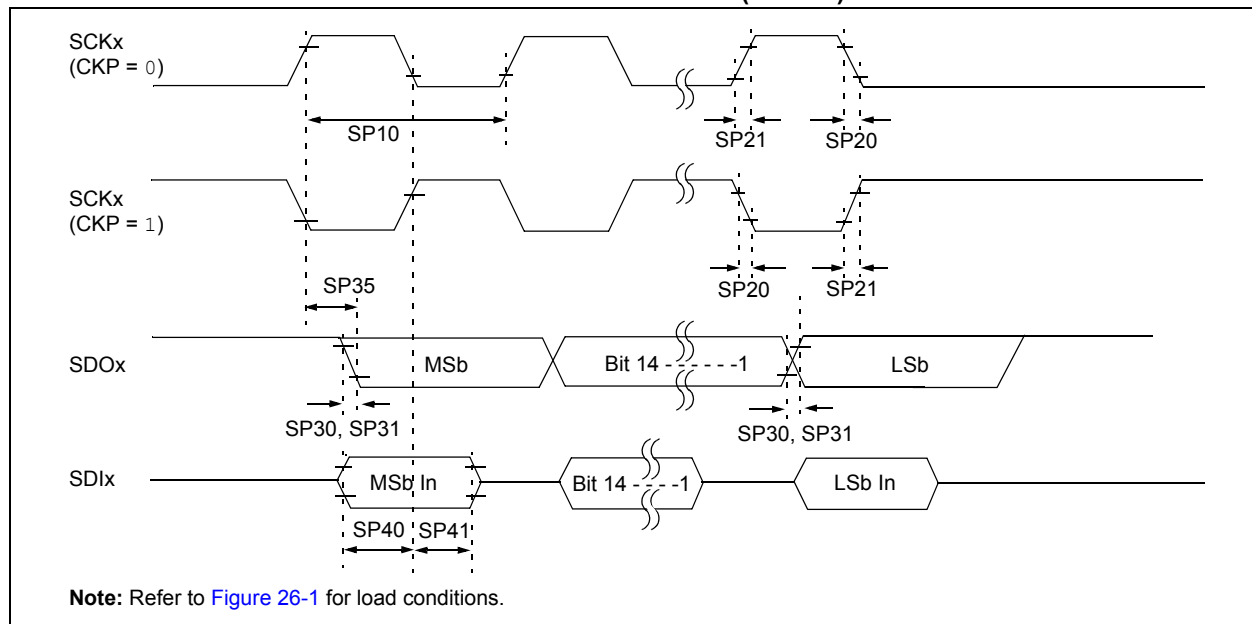 SCKx
(CKP = 0)
SP10
SP21
SP20
SCKx
(CKP = 1)
SP35
SP20
SP21
SDOx
MSb
Bit 14 - - - - - -1
LSb
SP30, SP31
SP30, SP31
SDIx
MSb In
Bit 14 - - - - -1
LSb In
SP40
SP41
Note: Refer to Figure 26-1 for load conditions.